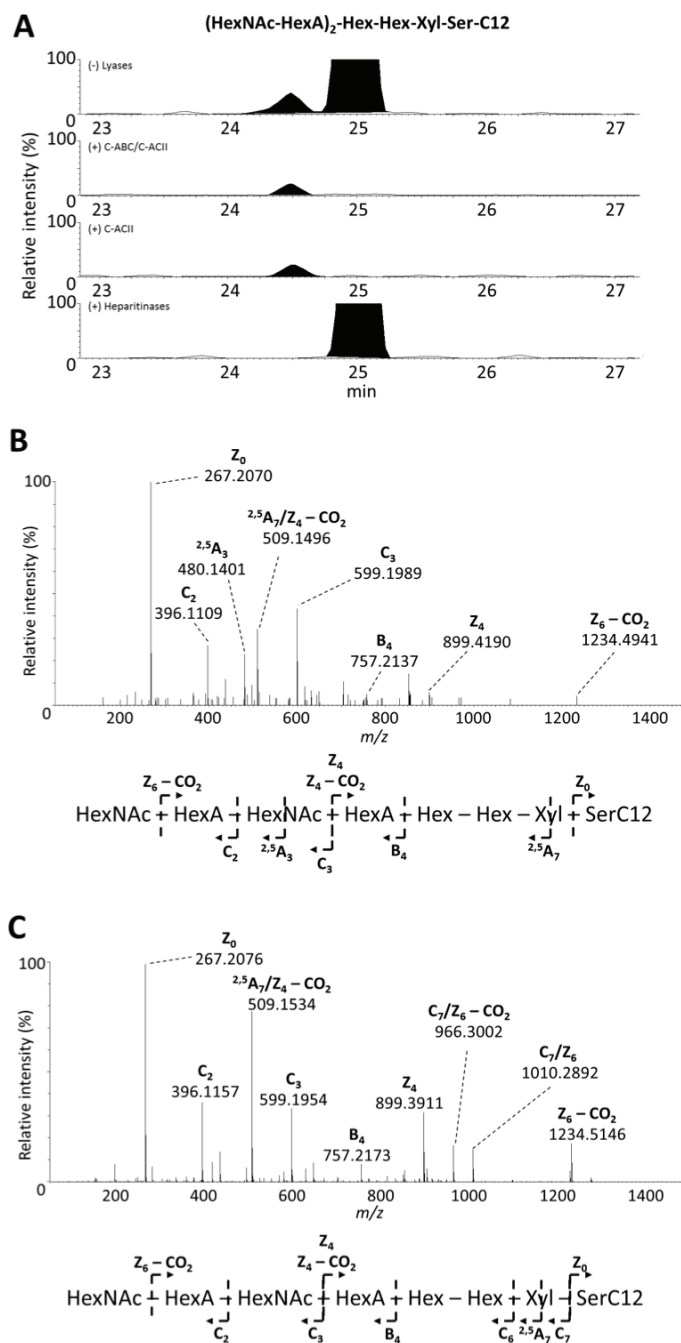 A
(HexNAc-HexA)2-Hex-Hex-Xyl-Ser-C12
Relative intensity (%)
100
(-) Lyases
0
23 24 25 26 27
100
(+) C-ABC/C-ACII
0
23 24 25 26 27
100
(+) C-ACII
0
23 24 25 26 27
100
(+) Heparitinases
0
23 24 25 26 27
min
B
Relative intensity (%)
100
0
Z0
267.2070
2,5A7/Z4 – CO2
509.1496
2,5A3
480.1401
C3
599.1989
C2
396.1109
B4
757.2137
Z4
899.4190
Z6 – CO2
1234.4941
200 400 600 800 1000 1200 1400
m/z
Z4
Z6 – CO2 Z4 – CO2 Z0
HexNAc HexA HexNAc HexA Hex – Hex – Xyl SerC12
C2 2,5A3 C3 B4 2,5A7
C
Relative intensity (%)
100
0
Z0
267.2076
2,5A7/Z4 – CO2
509.1534
C7/Z6 – CO2
966.3002
C2
396.1157
C3
599.1954
Z4
899.3911
C7/Z6
1010.2892
B4
757.2173
Z6 – CO2
1234.5146
200 400 600 800 1000 1200 1400
m/z
Z4
Z6 – CO2 Z4 – CO2 Z0
HexNAc HexA HexNAc HexA Hex – Hex Xyl SerC12
C2 C3 B4 C6 2,5A7 C7